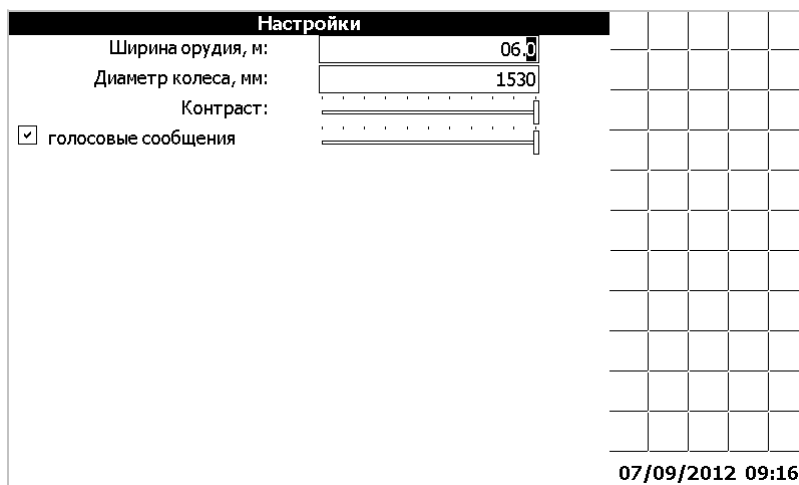 Настройки
Ширина орудия, м: 06.0
Диаметр колеса, мм: 1530
Контраст:
голосовые сообщения
07/09/2012 09:16